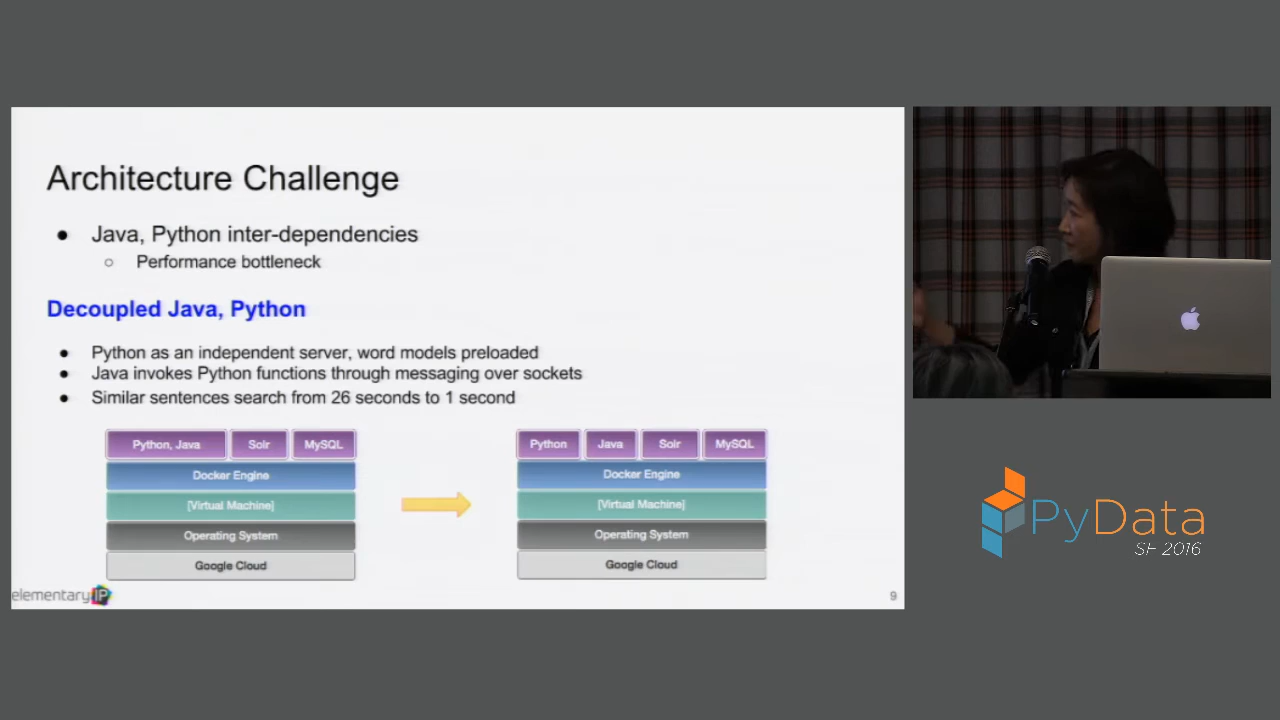 Architecture Challenge
● Java, Python inter-dependencies
○ Performance bottleneck
Decoupled Java, Python
● Python as an independent server, word models preloaded
● Java invokes Python functions through messaging over sockets
● Similar sentences search from 26 seconds to 1 second
Python, Java Solr MySQL
Docker Engine
[Virtual Machine]
Operating System
Google Cloud
Python Java Solr MySQL
Docker Engine
[Virtual Machine]
Operating System
Google Cloud
elementaryIP
9
PyData
SF 2016